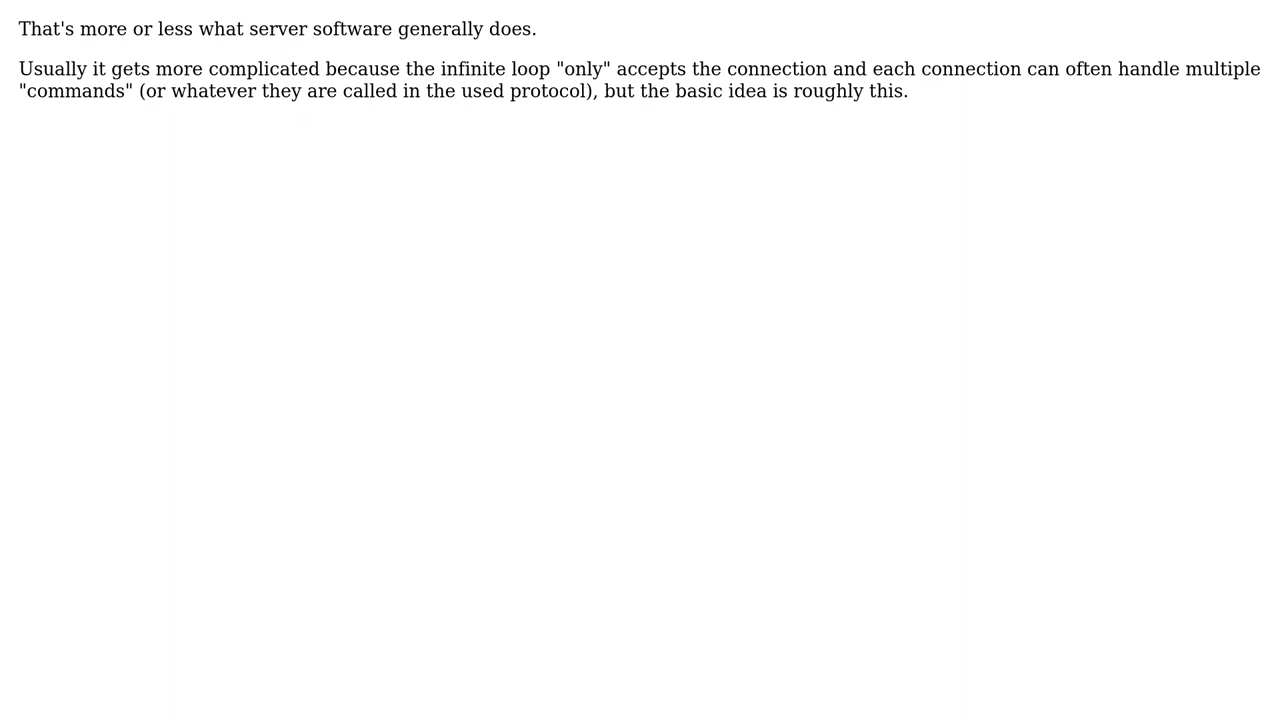 That's more or less what server software generally does.
Usually it gets more complicated because the infinite loop "only" accepts the connection and each connection can often handle multiple
"commands" (or whatever they are called in the used protocol), but the basic idea is roughly this.